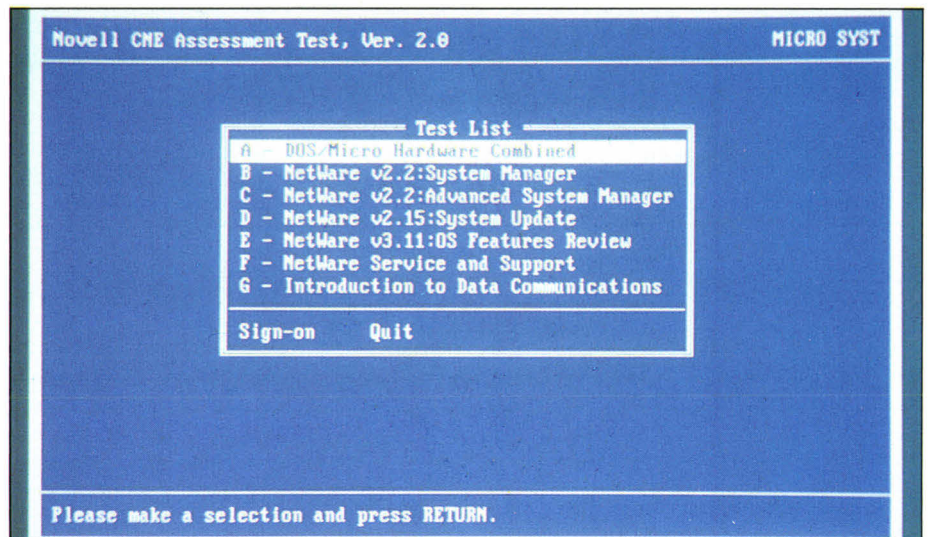 Novell CNE Assessment Test, Ver. 2.0 MICRO SYST
Test List
A - DOS/Micro Hardware Combined
B - NetWare v2.2:System Manager
C - NetWare v2.2:Advanced System Manager
D - NetWare v2.15:System Update
E - NetWare v3.11:OS Features Review
F - NetWare Service and Support
G - Introduction to Data Communications
Sign-on Quit
Please make a selection and press RETURN.